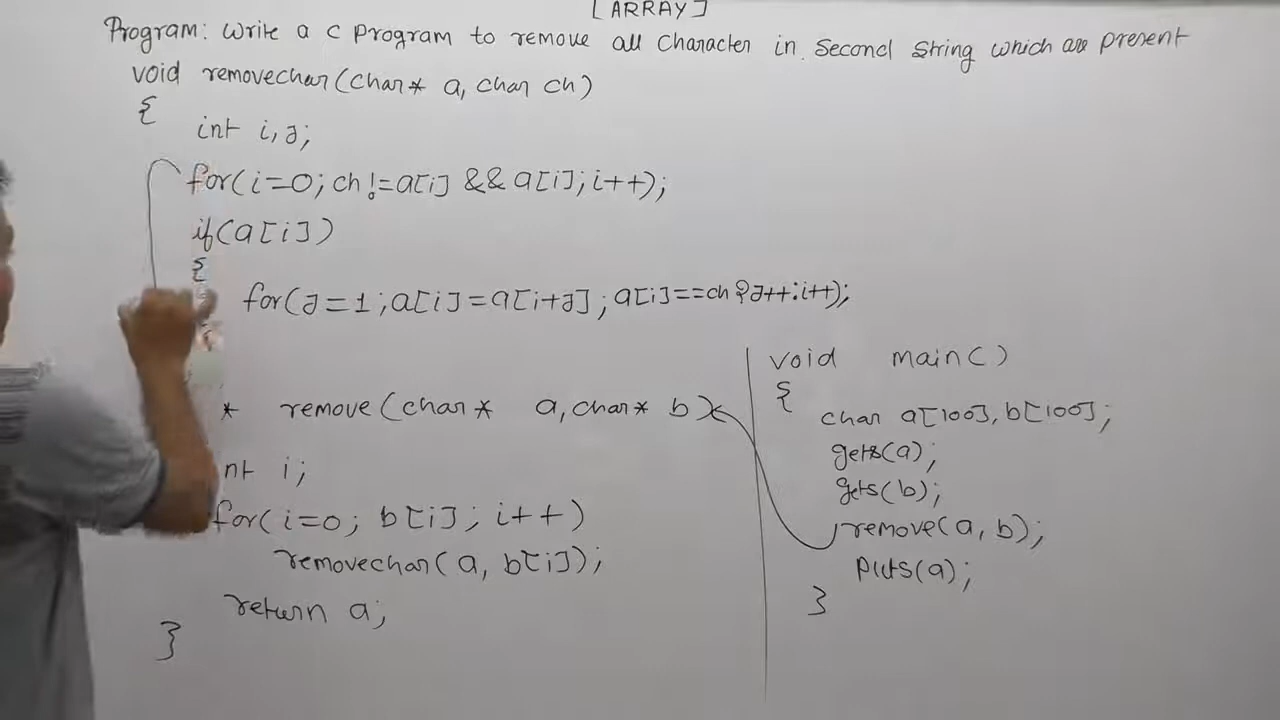 [ARRAY]
Program: Write a C program to remove all Character in Second String which are present
void removechar(char* a, char ch)
{
int i,j;
for(i=0; ch!=a[i] && a[i]; i++);
if(a[i])
{
for(j=1; a[i]=a[i+j]; a[i]==ch?j++:i++);
* remove(char* a, char* b)
nt i;
for(i=0; b[i]; i++)
removechar(a, b[i]);
return a;
}
void main()
{
char a[100], b[100];
gets(a);
gets(b);
remove(a, b);
puts(a);
}